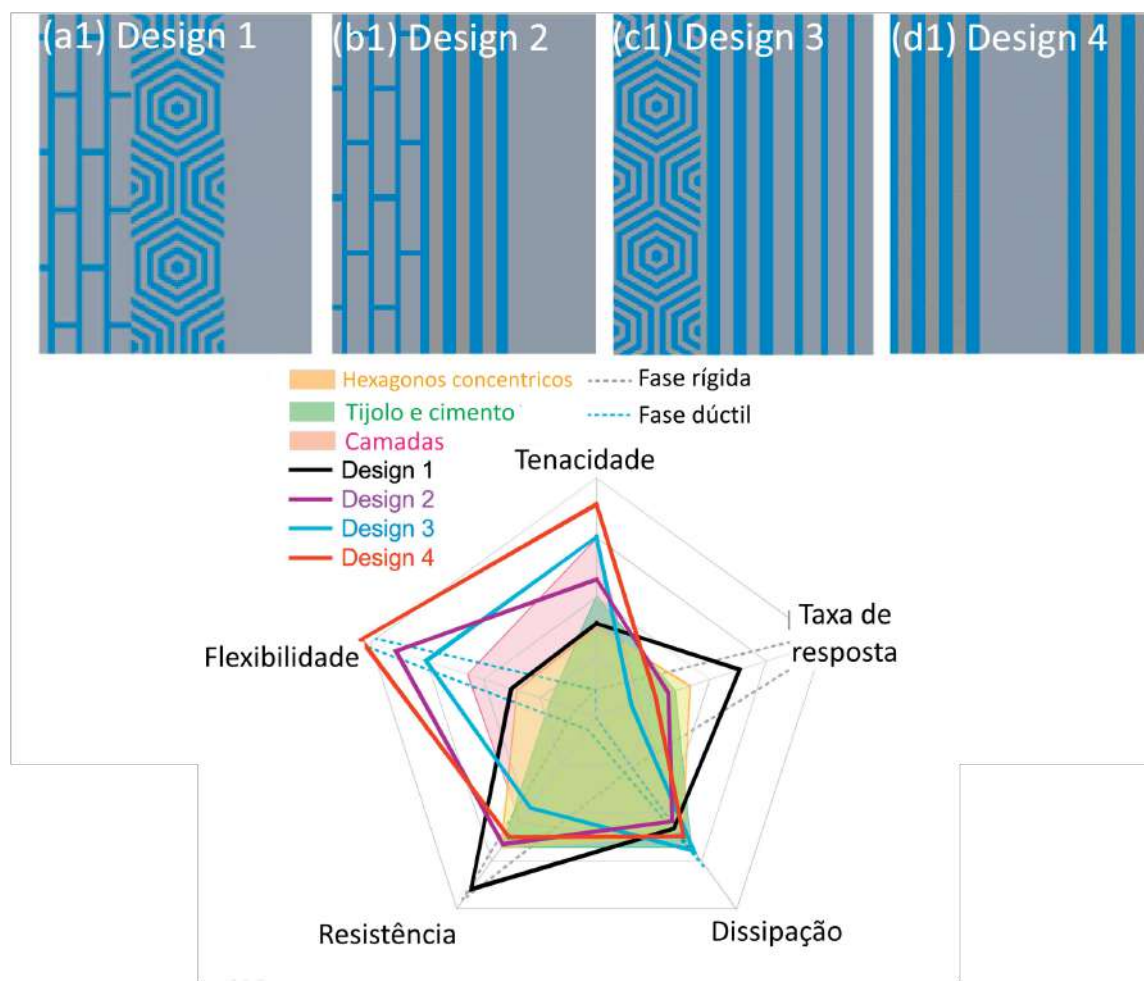 (a1) Design 1
(b1) Design 2
(c1) Design 3
(d1) Design 4
Hexagonos concentricos
Tijolo e cimento
Camadas
Design 1
Design 2
Design 3
Design 4
Fase rígida
Fase dúctil
Tenacidade
Taxa de
resposta
Flexibilidade
Resistência
Dissipação